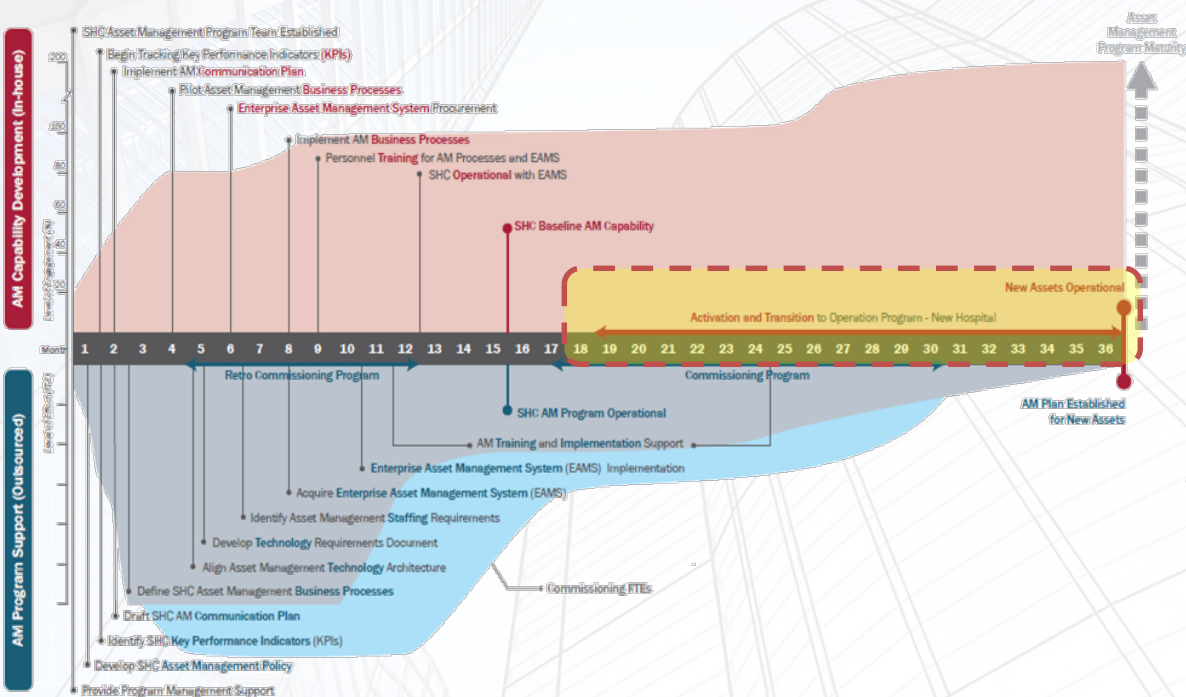 Asset
Management
Program Maturity
AM Capability Development (In-house)
SHC Asset Management Program Team Established
Begin Tracking Key Performance Indicators (KPIs)
Implement AM Communication Plan
Pilot Asset Management Business Processes
Enterprise Asset Management System Procurement
Implement AM Business Processes
Personnel Training for AM Processes and EAMS
SHC Operational with EAMS
SHC Baseline AM Capability
200
80
60
40
20
New Assets Operational
Activation and Transition to Operation Program - New Hospital
Month 1 2 3 4 5 6 7 8 9 10 11 12 13 14 15 16 17 18 19 20 21 22 23 24 25 26 27 28 29 30 31 32 33 34 35 36
Retro Commissioning Program
Commissioning Program
AM Program Support (Outsourced)
SHC AM Program Operational
AM Plan Established
for New Assets
AM Training and Implementation Support
Enterprise Asset Management System (EAMS) Implementation
Acquire Enterprise Asset Management System (EAMS)
Identify Asset Management Staffing Requirements
Develop Technology Requirements Document
Align Asset Management Technology Architecture
Define SHC Asset Management Business Processes
Commissioning FTEs
Draft SHC AM Communication Plan
Identify SHC Key Performance Indicators (KPIs)
Develop SHC Asset Management Policy
Provide Program Management Support